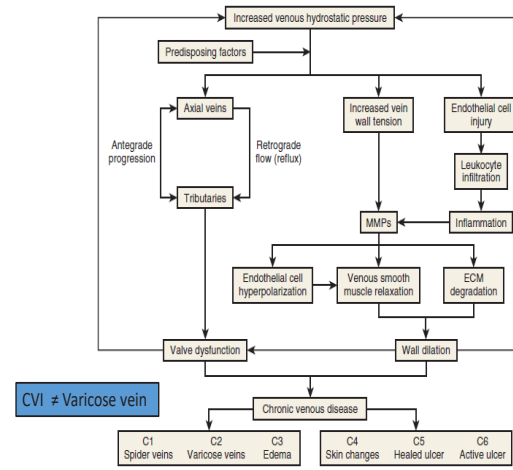 Increased venous hydrostatic pressure
Predisposing factors
Axial veins
Increased vein
wall tension
Endothelial cell
injury
Antegrade
progression
Retrograde
flow (reflux)
Leukocyte
infiltration
Tributaries
MMPs
Inflammation
Endothelial cell
hyperpolarization
Venous smooth
muscle relaxation
ECM
degradation
Valve dysfunction
Wall dilation
CVI ≠ Varicose vein
Chronic venous disease
C1
Spider veins
C2
Varicose veins
C3
Edema
C4
Skin changes
C5
Healed ulcer
C6
Active ulcer